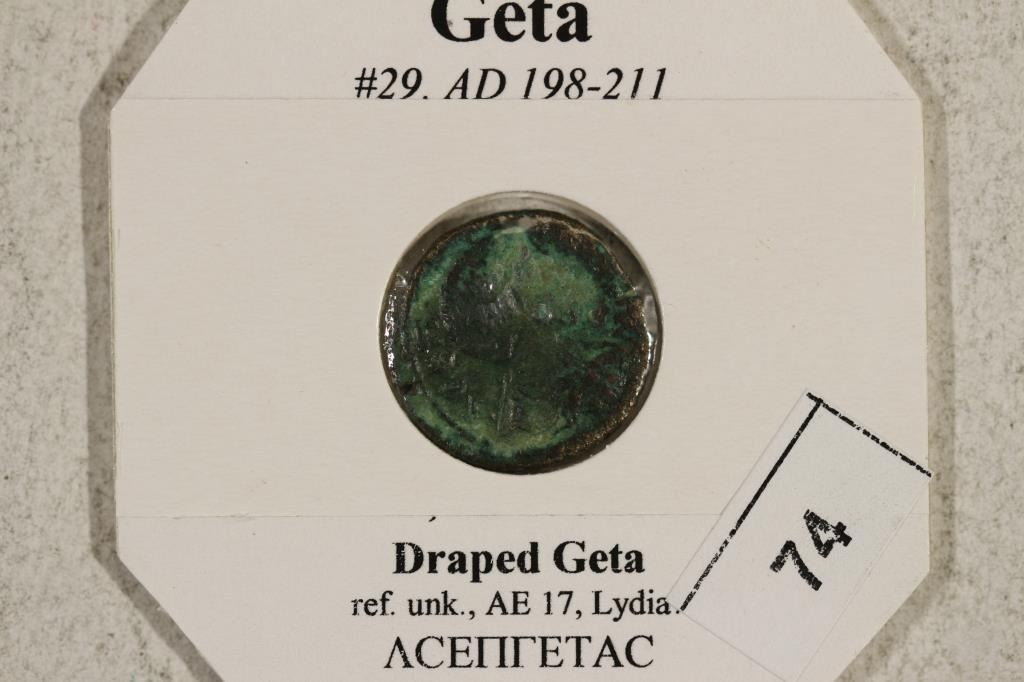 Geta
#29. AD 198-211
Draped Geta
ref. unk., AE 17, Lydia.
ΛCEΠΓETAC
74